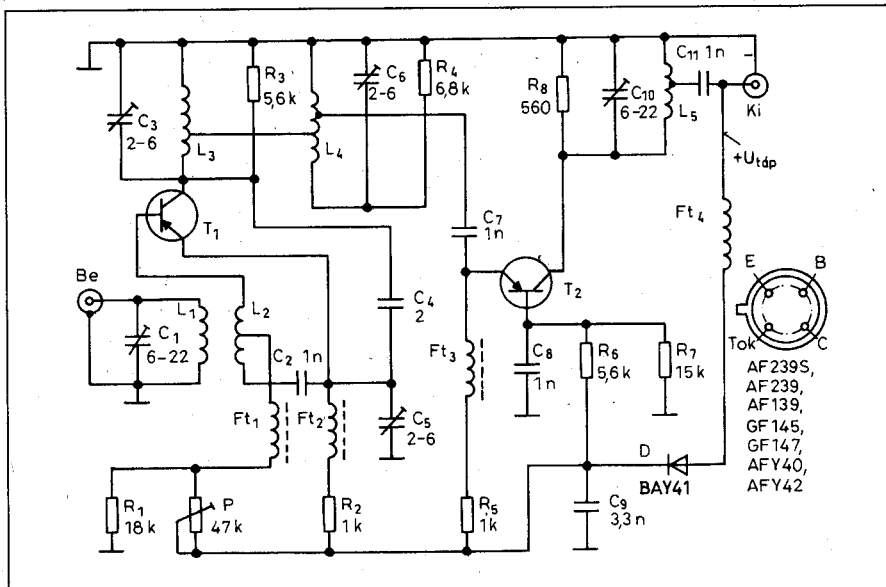 C3
2-6
L3
R3
5,6k
L4
C6
2-6
R4
6,8k
R8
560
C10
6-22
L5
C11 1n
-
Ki
+Utáp
Ft4
T1
C7
1n
T2
Be
C1
6-22
L1
L2
C2 1n
C4
2
Ft1
Ft2
C5
2-6
Ft3
C8
1n
R6
5,6k
R7
15k
R1
18k
P
47k
R2
1k
R5
1k
C9
3,3n
D
BAY41
E
B
Tok
C
AF239S,
AF239,
AF139,
GF145,
GF147,
AFY40,
AFY42